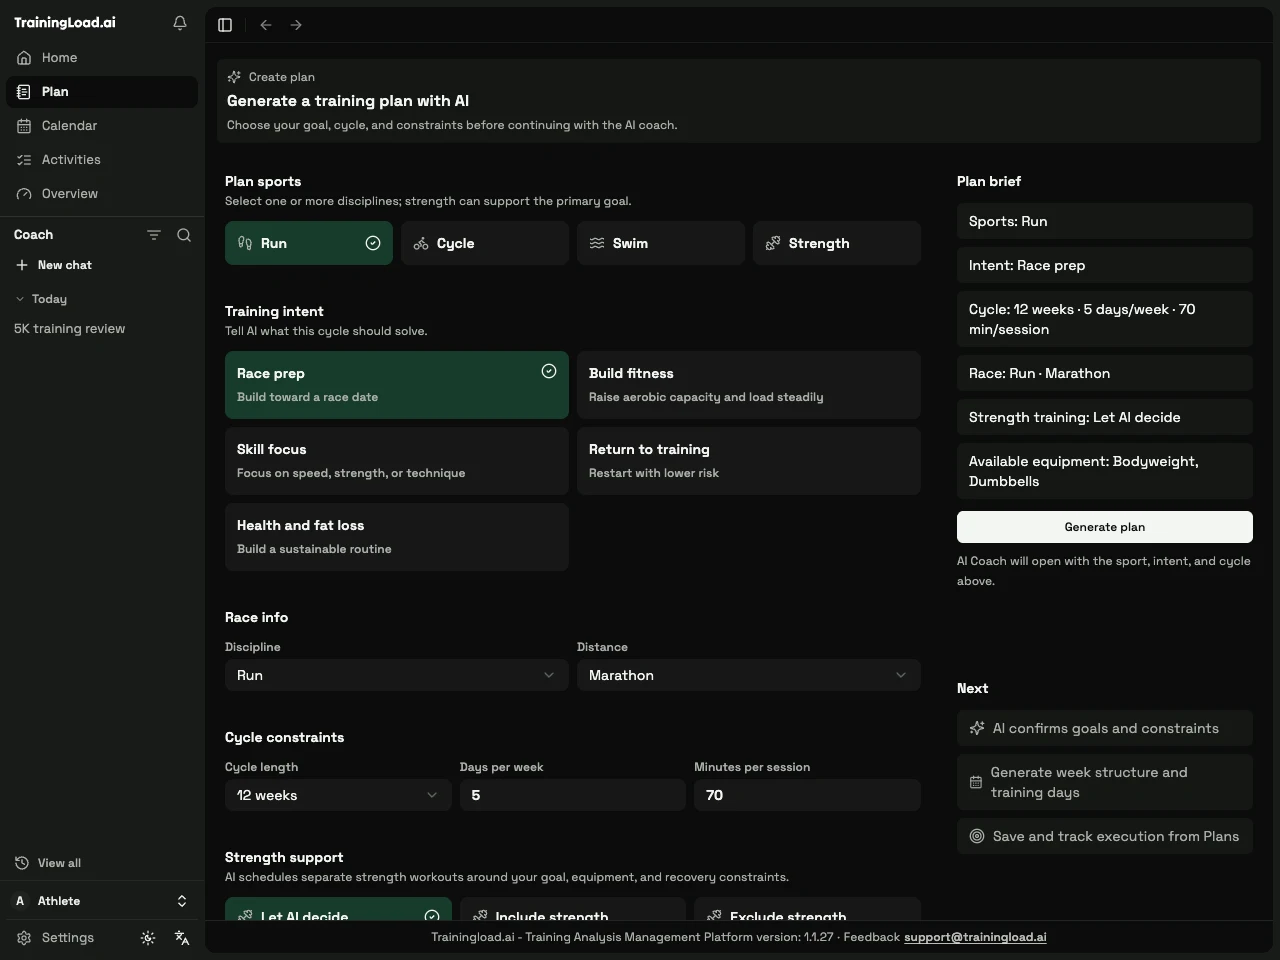 TrainingLoad.ai
Home
Plan
Calendar
Activities
Overview
Coach
New chat
Today
5K training review
View all
A Athlete
Settings
Create plan
Generate a training plan with AI
Choose your goal, cycle, and constraints before continuing with the AI coach.
Plan sports
Select one or more disciplines; strength can support the primary goal.
Run
Cycle
Swim
Strength
Training intent
Tell AI what this cycle should solve.
Race prep
Build toward a race date
Build fitness
Raise aerobic capacity and load steadily
Skill focus
Focus on speed, strength, or technique
Return to training
Restart with lower risk
Health and fat loss
Build a sustainable routine
Race info
Discipline
Run
Distance
Marathon
Cycle constraints
Cycle length
12 weeks
Days per week
5
Minutes per session
70
Strength support
AI schedules separate strength workouts around your goal, equipment, and recovery constraints.
Let AI decide
Include strength
Exclude strength
Plan brief
Sports: Run
Intent: Race prep
Cycle: 12 weeks · 5 days/week · 70
min/session
Race: Run · Marathon
Strength training: Let AI decide
Available equipment: Bodyweight,
Dumbbells
Generate plan
AI Coach will open with the sport, intent, and cycle
above.
Next
AI confirms goals and constraints
Generate week structure and
training days
Save and track execution from Plans
Trainingload.ai - Training Analysis Management Platform version: 1.1.27 · Feedback support@trainingload.ai